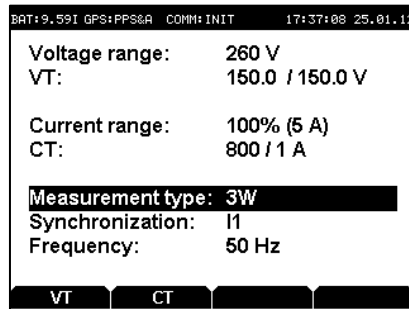 BAT:9.59I GPS:PPS&A COMM:INIT 17:37:08 25.01.11
Voltage range: 260 V
VT: 150.0 / 150.0 V
Current range: 100% (5 A)
CT: 800 / 1 A
Measurement type: 3W
Synchronization: I1
Frequency: 50 Hz
VT CT